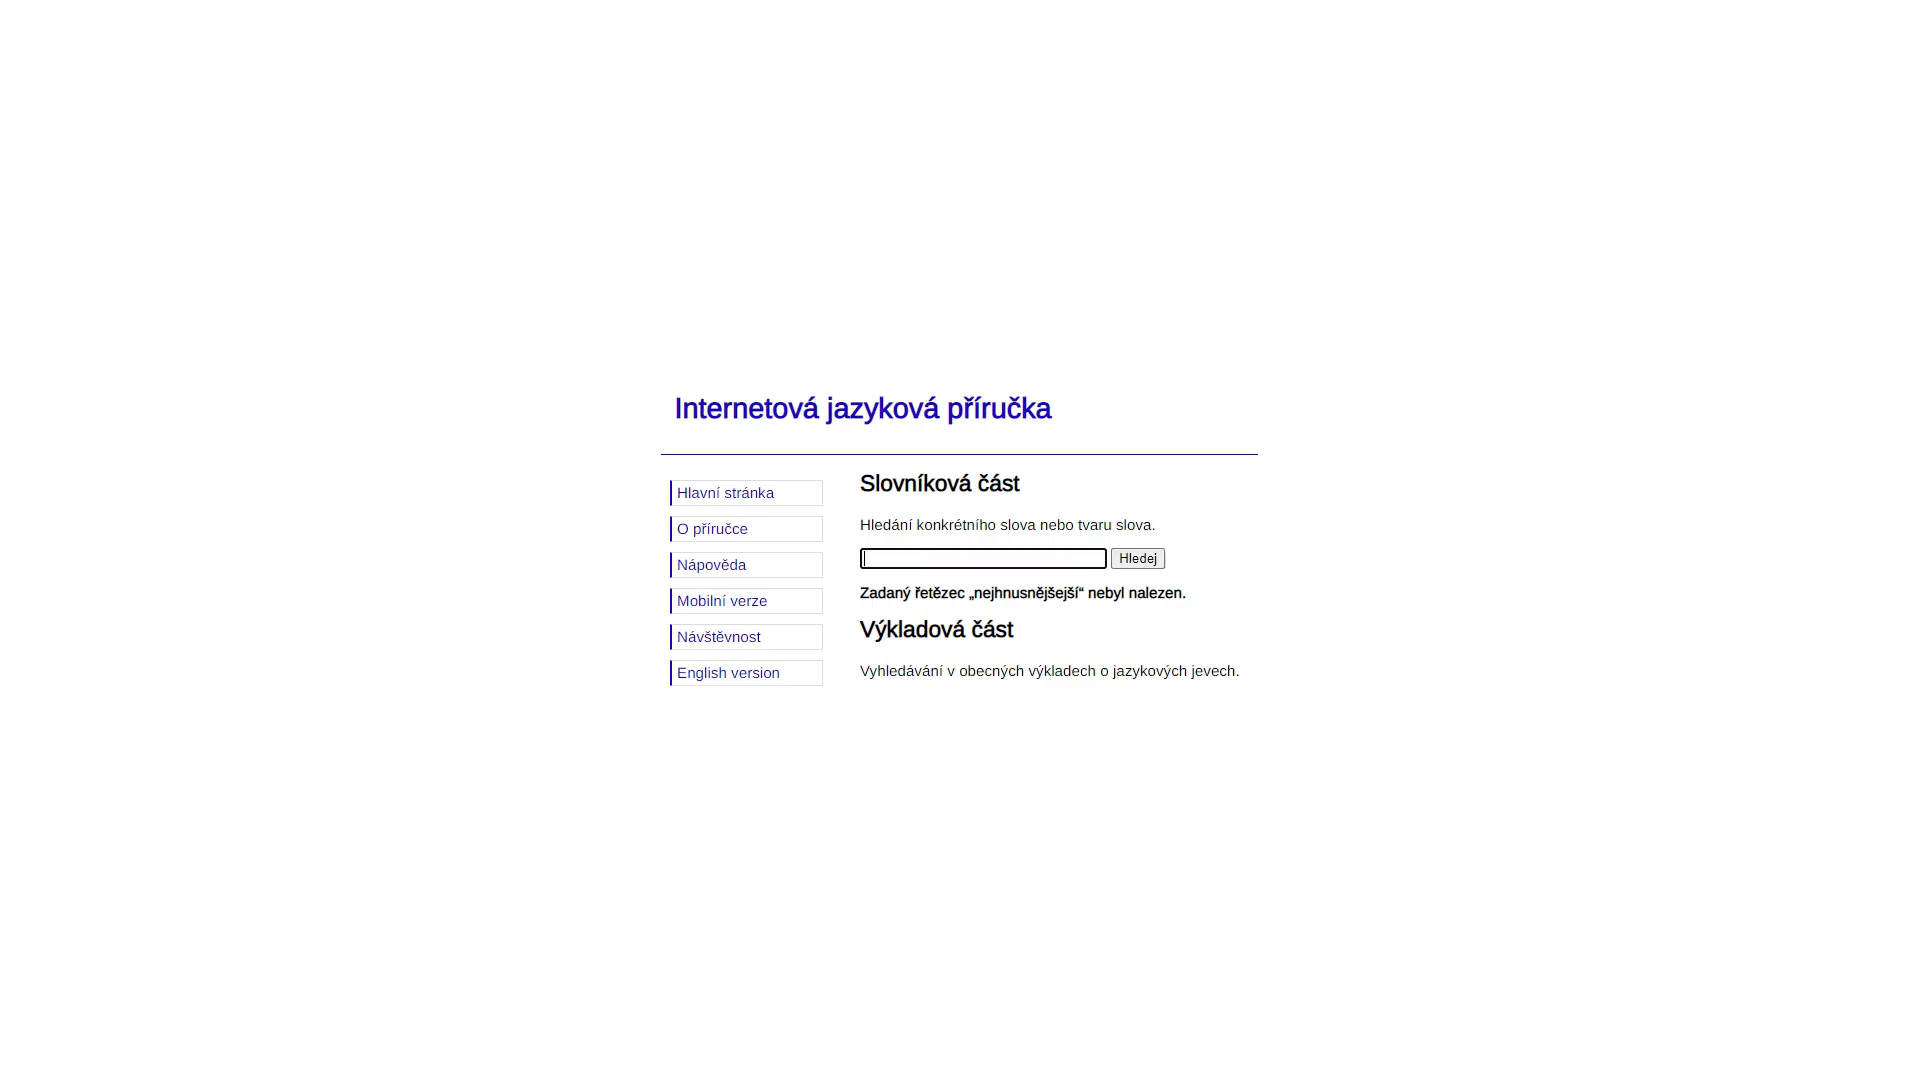 Internetová jazyková příručka
Hlavní stránka
O příručce
Nápověda
Mobilní verze
Návštěvnost
English version
Slovníková část
Hledání konkrétního slova nebo tvaru slova.
Hledej
Zadaný řetězec „nejhnusnějšejší“ nebyl nalezen.
Výkladová část
Vyhledávání v obecných výkladech o jazykových jevech.